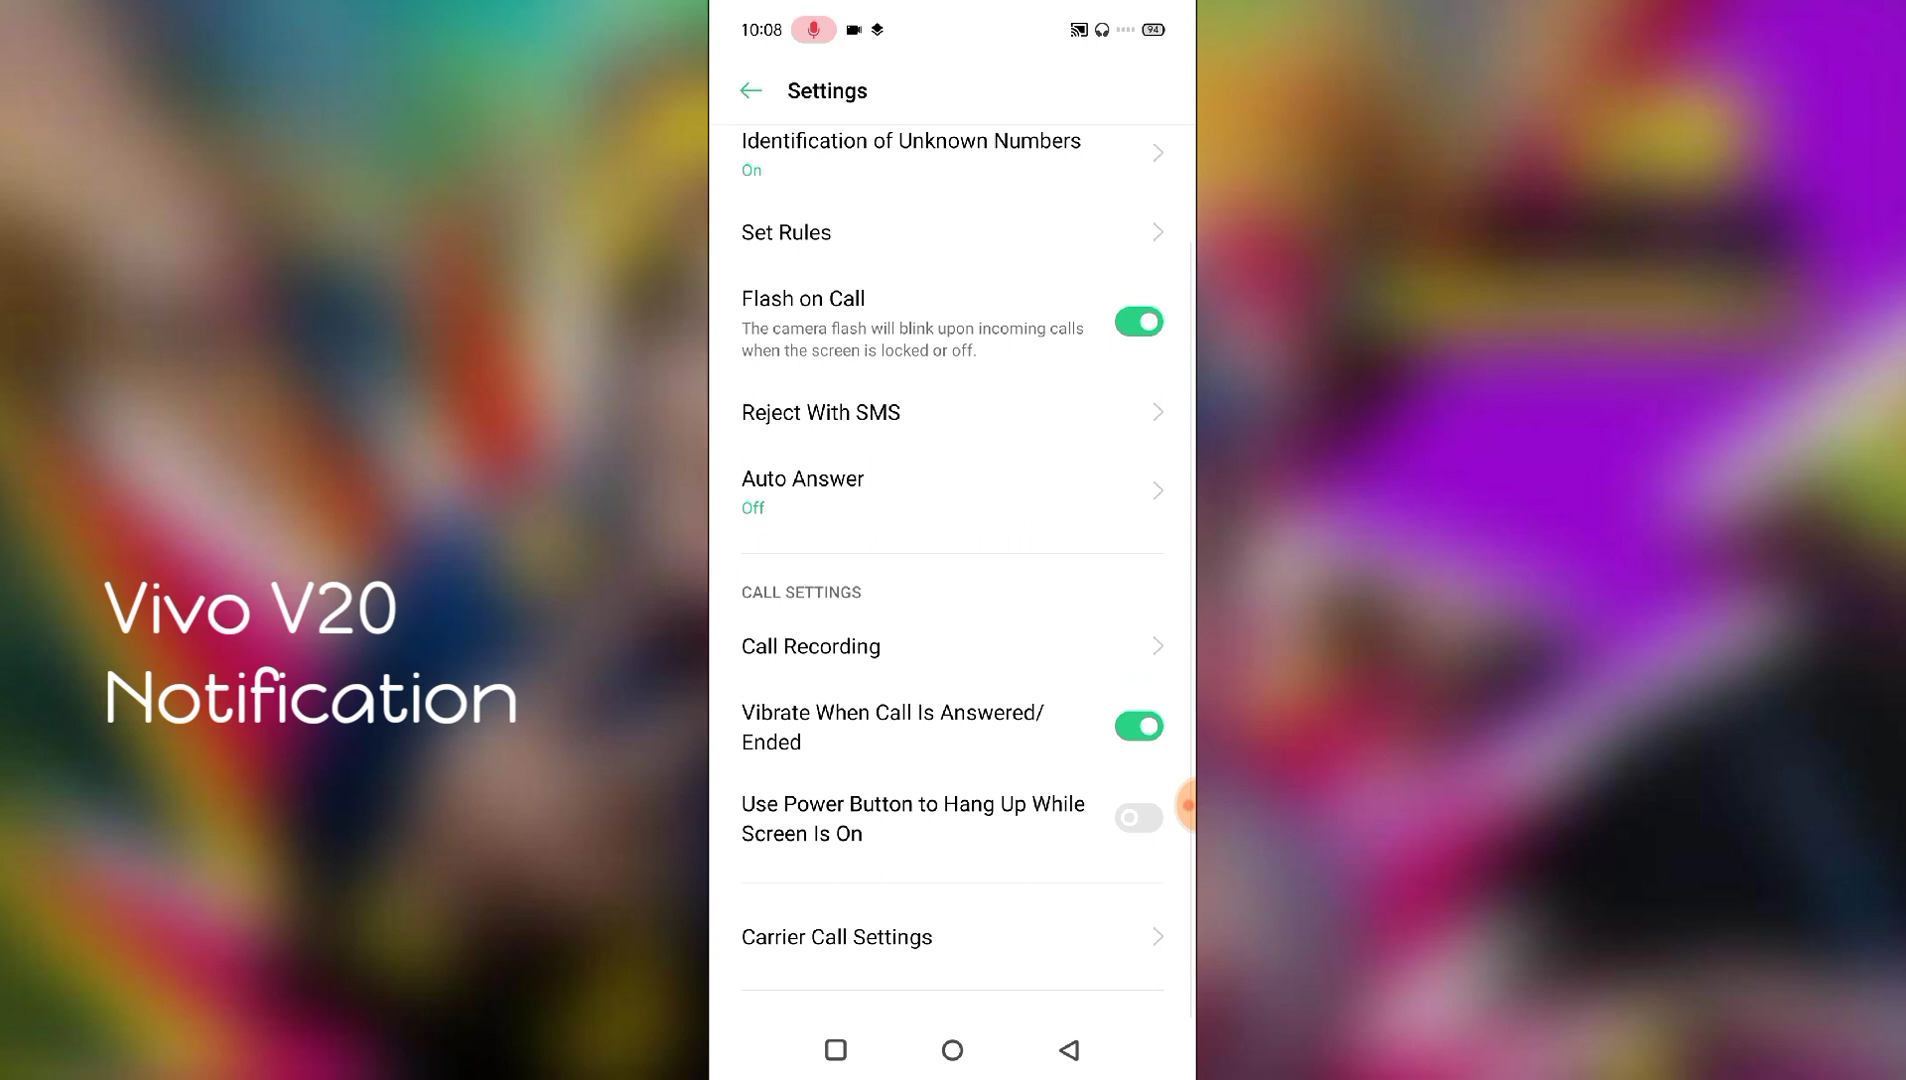 10:08
94
Settings
Identification of Unknown Numbers
On
Set Rules
Flash on Call
The camera flash will blink upon incoming calls
when the screen is locked or off.
Reject With SMS
Auto Answer
Off
CALL SETTINGS
Call Recording
Vibrate When Call Is Answered/
Ended
Use Power Button to Hang Up While
Screen Is On
Carrier Call Settings
Vivo V20
Notification